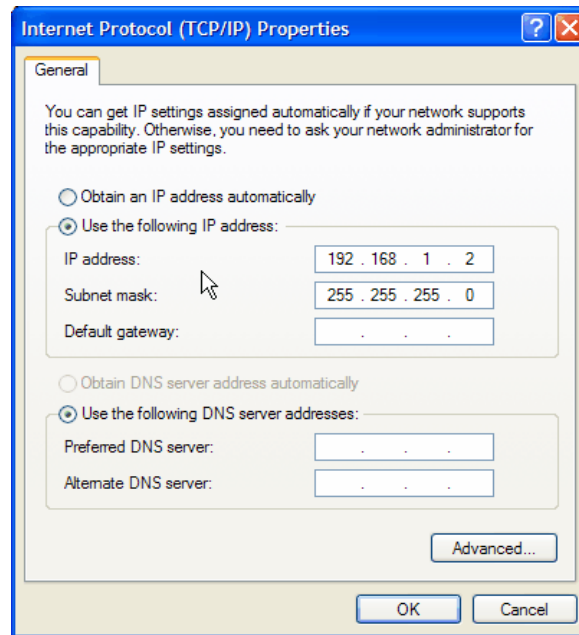 Internet Protocol (TCP/IP) Properties
General
You can get IP settings assigned automatically if your network supports
this capability. Otherwise, you need to ask your network administrator for
the appropriate IP settings.
Obtain an IP address automatically
Use the following IP address:
IP address: 192 . 168 . 1 . 2
Subnet mask: 255 . 255 . 255 . 0
Default gateway: . . .
Obtain DNS server address automatically
Use the following DNS server addresses:
Preferred DNS server: . . .
Alternate DNS server: . . .
Advanced...
OK Cancel